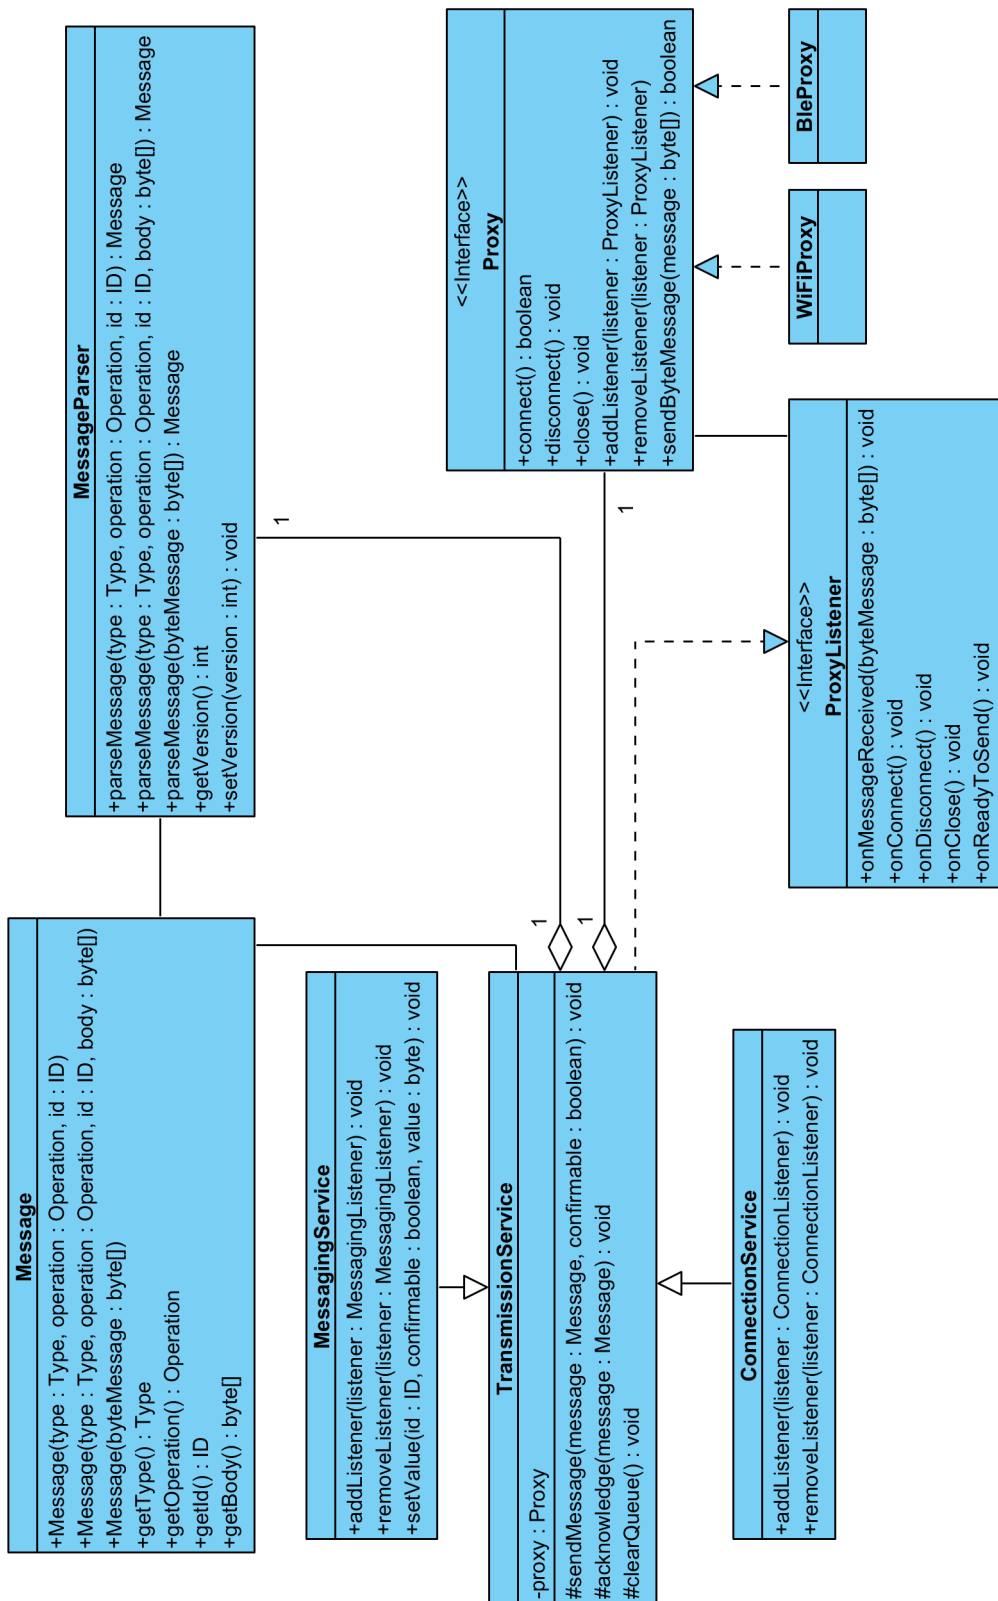 Message
+Message(type : Type, operation : Operation, id : ID)
+Message(type : Type, operation : Operation, id : ID, body : byte[])
+Message(byteMessage : byte[])
+getType() : Type
+getOperation() : Operation
+getId() : ID
+getBody() : byte[]
MessageParser
+parseMessage(type : Type, operation : Operation, id : ID) : Message
+parseMessage(type : Type, operation : Operation, id : ID, body : byte[]) : Message
+parseMessage(byteMessage : byte[]) : Message
+getVersion() : int
+setVersion(version : int) : void
1
MessagingService
+addListener(listener : MessagingListener) : void
+removeListener(listener : MessagingListener) : void
+setValue(id : ID, confirmable : boolean, value : byte) : void
<<Interface>>
Proxy
+connect() : boolean
+disconnect() : void
+close() : void
+addListener(listener : ProxyListener) : void
+removeListener(listener : ProxyListener)
+sendByteMessage(message : byte[]) : boolean
TransmissionService
-proxy : Proxy
#sendMessage(message : Message, confirmable : boolean) : void
#acknowledge(message : Message) : void
#clearQueue() : void
1
1
1
ConnectionService
+addListener(listener : ConnectionListener) : void
+removeListener(listener : ConnectionListener) : void
<<Interface>>
ProxyListener
+onMessageReceived(byteMessage : byte[]) : void
+onConnect() : void
+onDisconnect() : void
+onClose() : void
+onReadyToSend() : void
WiFiProxy
BleProxy